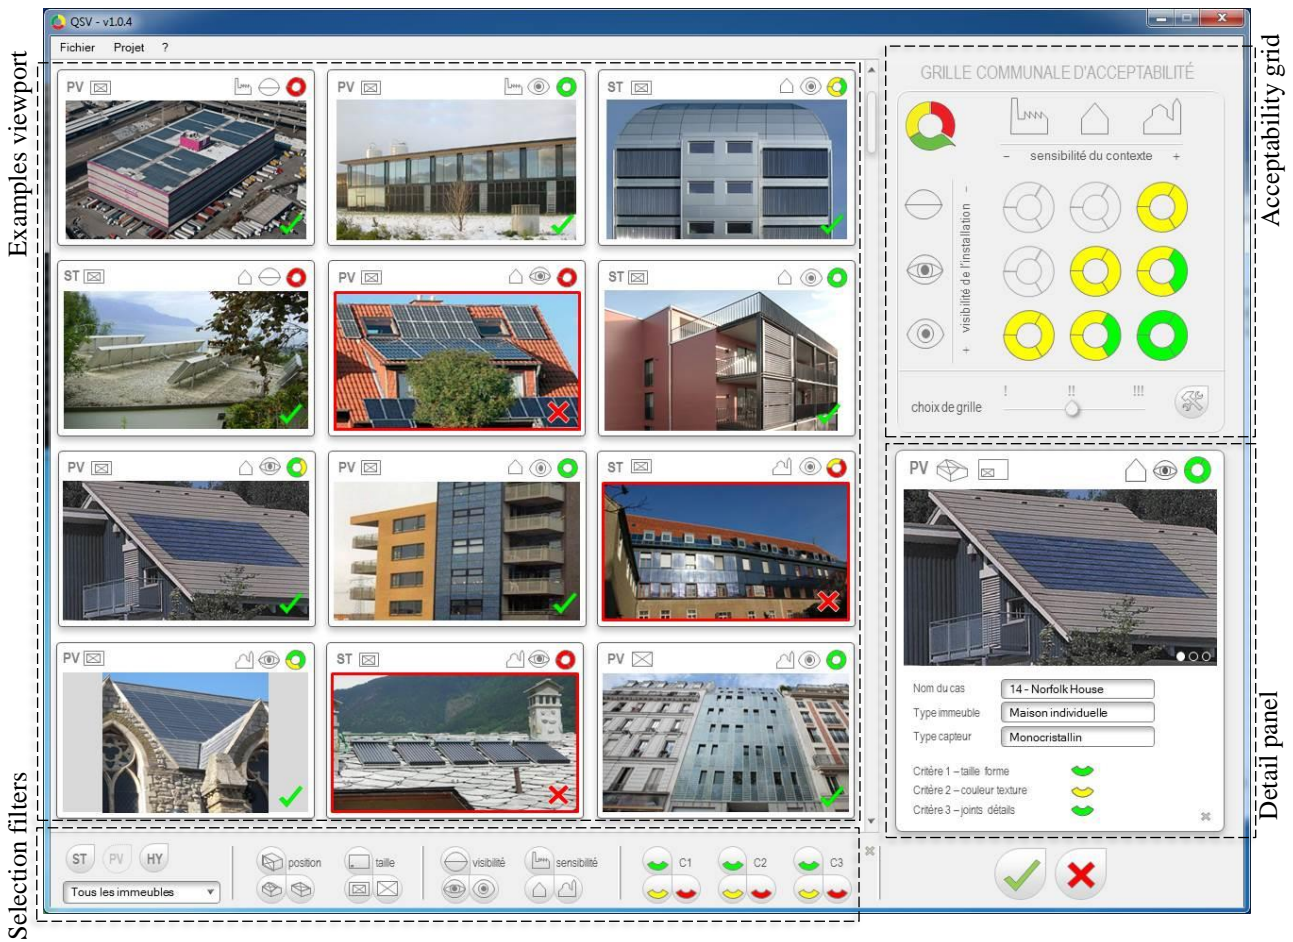 QSV - v1.0.4
Fichier Projet ?
Examples viewport
PV
PV
ST
ST
PV
ST
PV
PV
ST
PV
ST
PV
Selection filters
ST PV HY
Tous les immeubles
position
taille
visibilité
sensibilité
C1
C2
C3
Acceptability grid
GRILLE COMMUNALE D'ACCEPTABILITÉ
– sensibilité du contexte +
+ visibilité de l'installation –
choix de grille
! !! !!!
Detail panel
PV
Nom du cas 14 - Norfolk House
Type immeuble Maison individuelle
Type capteur Monocristallin
Critère 1 – taille forme
Critère 2 – couleur texture
Critère 3 – joints détails